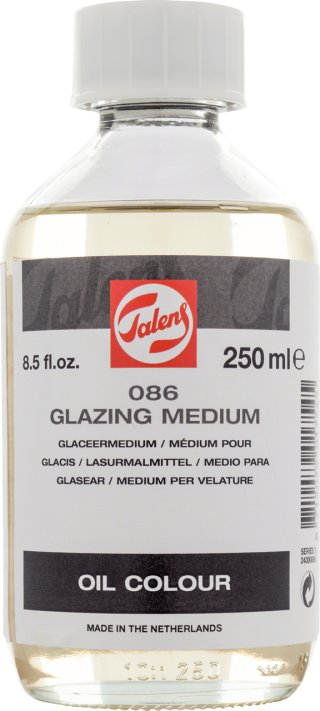 Talens
Talens
8.5 fl.oz.
250 ml ℮
086
GLAZING MEDIUM
GLACEERMEDIUM / MÉDIUM POUR
GLACIS / LASURMALMITTEL / MEDIO PARA
GLASEAR / MEDIUM PER VELATURE
OIL COLOUR
MADE IN THE NETHERLANDS